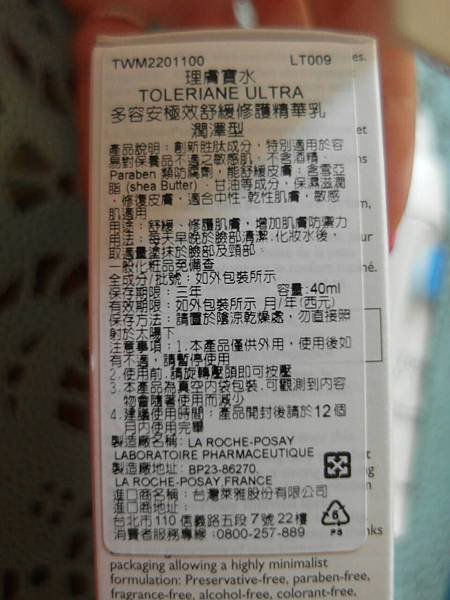 TWM2201100 LT009
理膚寶水
TOLERIANE ULTRA
多容安極效舒緩修護精華乳
潤澤型
產品說明：創新胜肽成分，特別適用於容
易對保養品不適之敏感肌，不含酒精、
Paraben 類防腐劑，能舒緩皮膚；含雪亞
脂 (shea Butter)、甘油等成分，保濕滋潤
、修復皮膚，適合中性-乾性肌膚，敏感
肌適用
用途：舒緩、修護肌膚，增加肌膚防禦力
用法：每天早晚於臉部清潔.化妝水後，
取適量塗抹於臉部及頸部。
一般化粧品免備查
全成分/批號：如外包裝所示
保存期限：三年 容量:40ml
有效期限：如外包裝所示 月/年(西元)
保存方法：請置於陰涼乾燥處，勿直接照
射於太陽下
注意事項：1.本產品僅供外用，使用後如
有不適，請暫停使用
2.使用前,請旋轉壓頭即可按壓
3.本產品為真空內袋包裝.可觀測到內容
物會隨著使用而減少
4.建議使用時間：產品開封後請於12個
月內使用完畢
製造廠名稱: LA ROCHE-POSAY
LABORATOIRE PHARMACEUTIQUE
製造廠地址: BP23-86270.
LA ROCHE-POSAY FRANCE
進口商名稱：台灣萊雅股份有限公司
進口商地址：
台北市110信義路五段7號22樓
消費者服務專線：0800-257-889
6
PS
packaging allowing a highly minimalist
formulation: Preservative-free, paraben-free,
fragrance-free, alcohol-free, colorant-free,